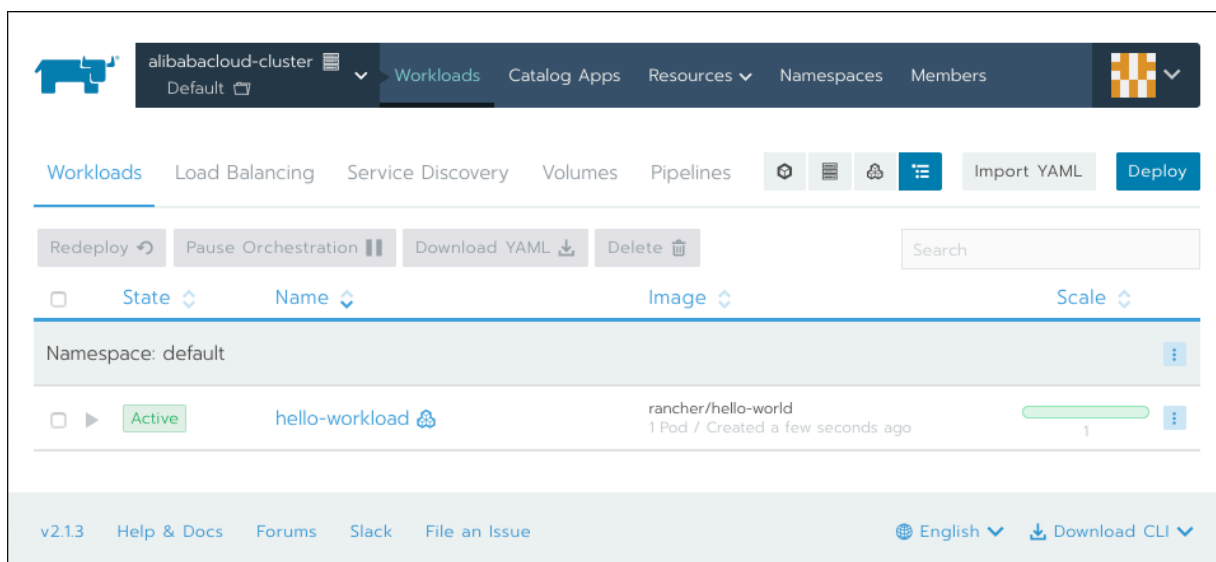 alibabacloud-cluster
Default
Workloads Catalog Apps Resources Namespaces Members
Workloads Load Balancing Service Discovery Volumes Pipelines Import YAML Deploy
Redeploy Pause Orchestration Download YAML Delete Search
State Name Image Scale
Namespace: default
Active hello-workload rancher/hello-world
1 Pod / Created a few seconds ago 1
v2.1.3 Help & Docs Forums Slack File an Issue English Download CLI